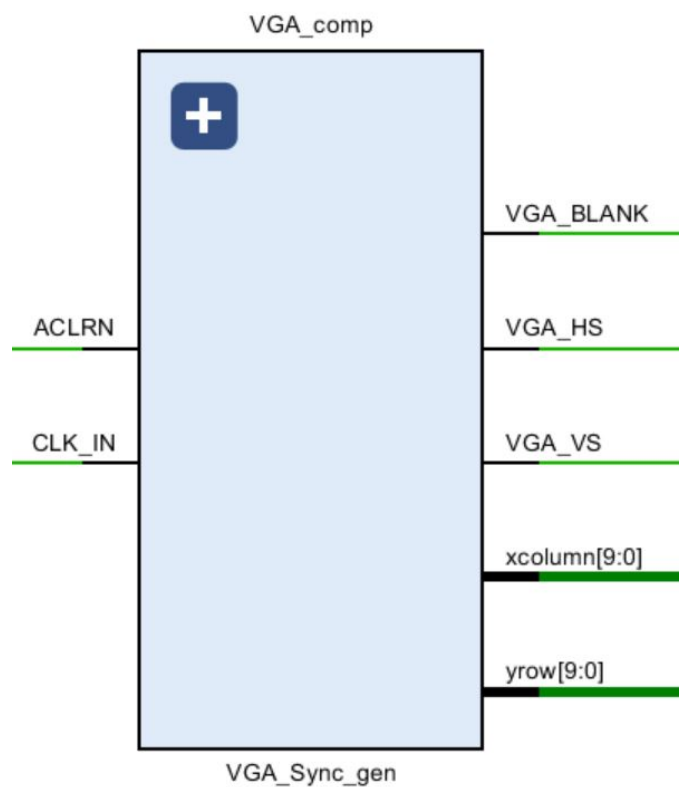 VGA_comp
VGA_BLANK
ACLRN
VGA_HS
CLK_IN
VGA_VS
xcolumn[9:0]
yrow[9:0]
VGA_Sync_gen